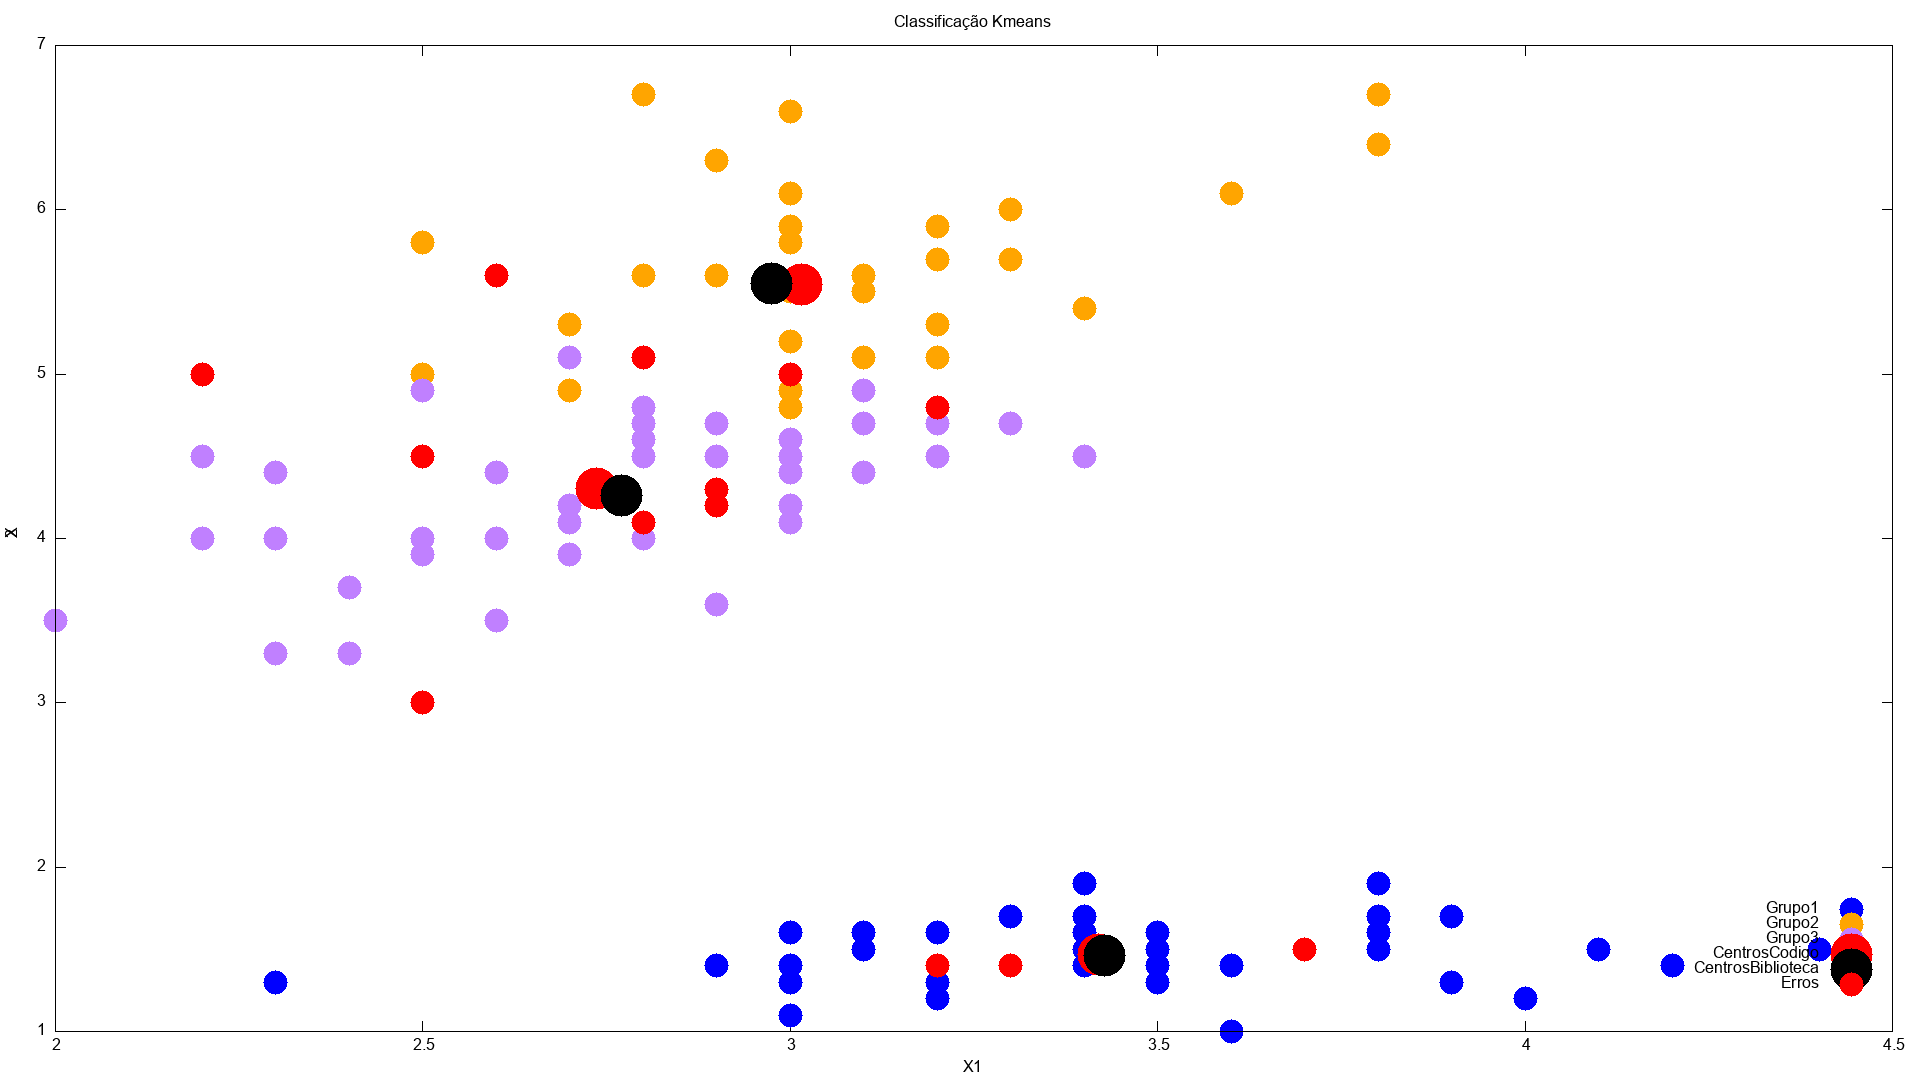 Classificação Kmeans
7
6
5
4
3
2
1
2
2.5
3
3.5
4
4.5
X1
Grupo1
Grupo2
Grupo3
CentrosCodigo
CentrosBiblioteca
Erros